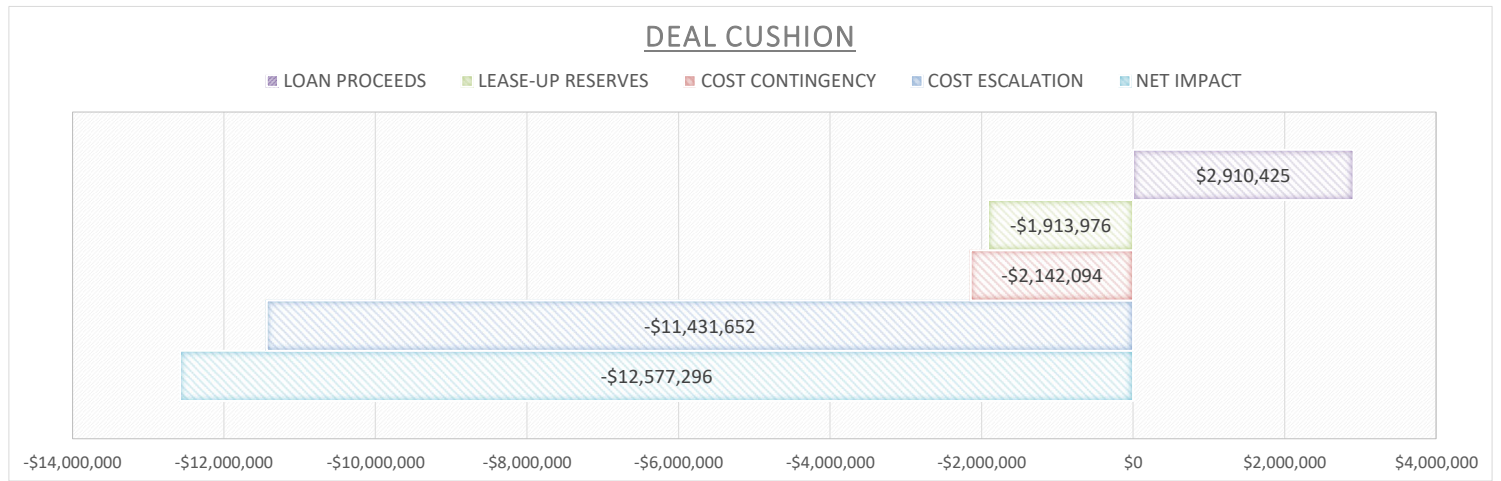 DEAL CUSHION
LOAN PROCEEDS LEASE-UP RESERVES COST CONTINGENCY COST ESCALATION NET IMPACT
$2,910,425
-$1,913,976
-$2,142,094
-$11,431,652
-$12,577,296
-$14,000,000 -$12,000,000 -$10,000,000 -$8,000,000 -$6,000,000 -$4,000,000 -$2,000,000 $0 $2,000,000 $4,000,000